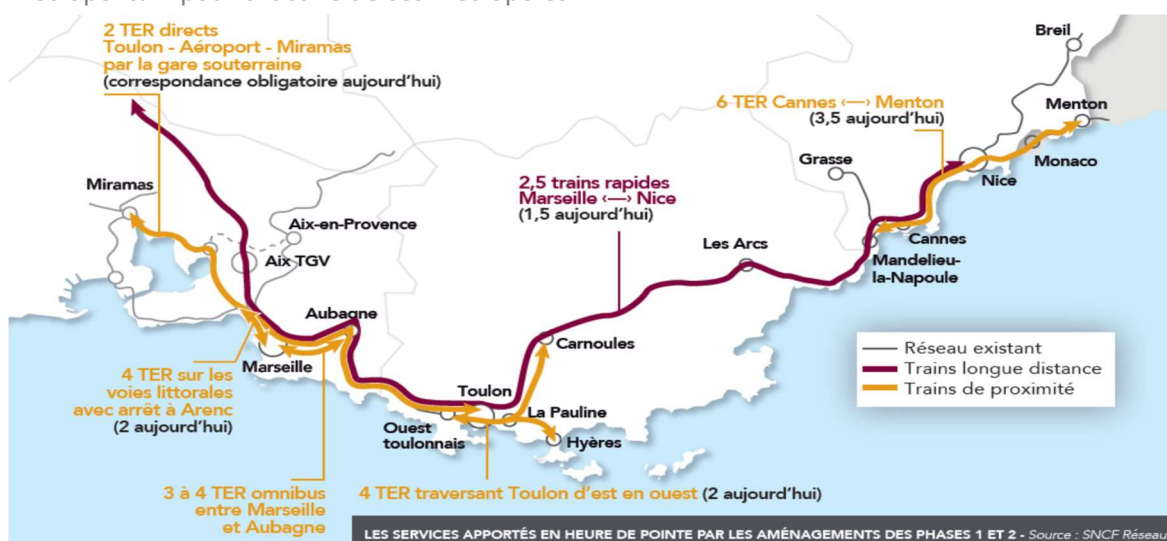 2 TER directs
Toulon - Aéroport - Miramas
par la gare souterraine
(correspondance obligatoire aujourd'hui)
Breil
6 TER Cannes ‹—› Menton
(3,5 aujourd'hui)
Menton
Monaco
Nice
Grasse
Cannes
Mandelieu-
la-Napoule
2,5 trains rapides
Marseille ‹—› Nice
(1,5 aujourd'hui)
Les Arcs
Miramas
Aix-en-Provence
Aix TGV
Aubagne
Marseille
Carnoules
Toulon
La Pauline
Ouest
toulonnais
Hyères
4 TER sur les
voies littorales
avec arrêt à Arenc
(2 aujourd'hui)
3 à 4 TER omnibus
entre Marseille
et Aubagne
4 TER traversant Toulon d'est en ouest (2 aujourd'hui)
Réseau existant
Trains longue distance
Trains de proximité
LES SERVICES APPORTÉS EN HEURE DE POINTE PAR LES AMÉNAGEMENTS DES PHASES 1 ET 2 - Source : SNCF Réseau